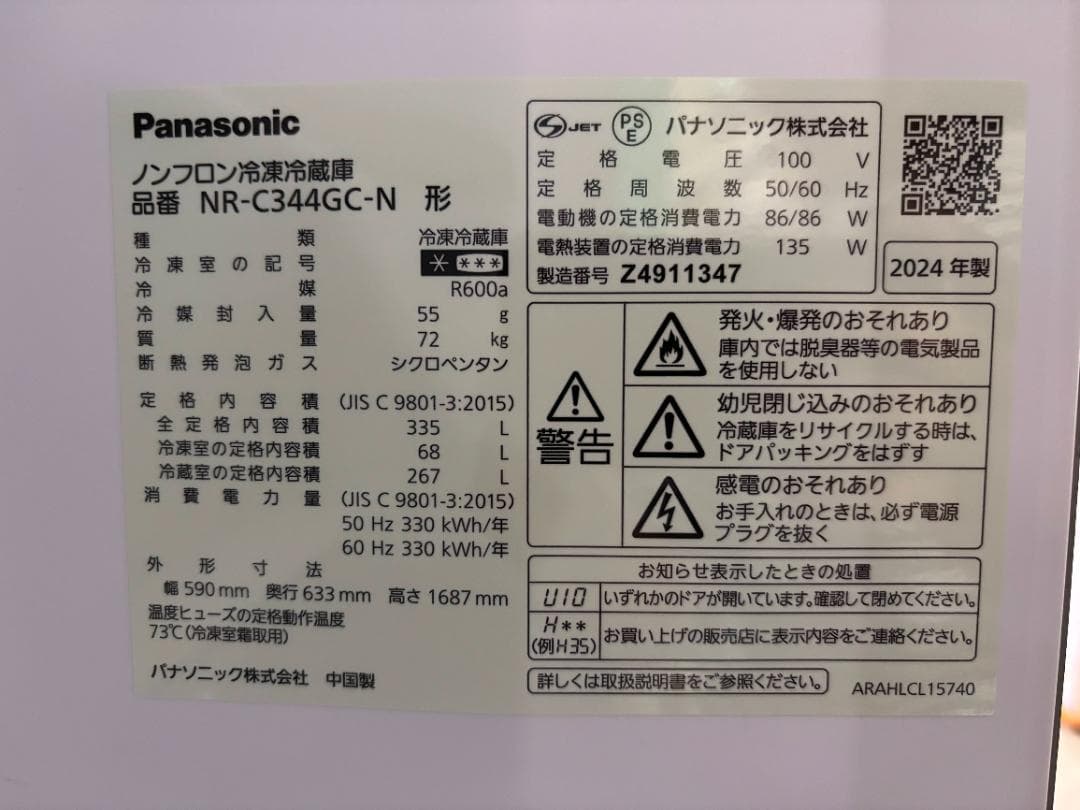 Panasonic
ノンフロン冷凍冷蔵庫
品番 NR-C344GC-N 形
種類 冷凍冷蔵庫
冷凍室の記号 * ***
冷媒 R600a
冷媒封入量 55 g
質量 72 kg
断熱発泡ガス シクロペンタン
定格内容積 (JIS C 9801-3:2015)
全定格内容積 335 L
冷凍室の定格内容積 68 L
冷蔵室の定格内容積 267 L
消費電力量 (JIS C 9801-3:2015)
50 Hz 330 kWh/年
60 Hz 330 kWh/年
外形寸法
幅 590 mm 奥行 633 mm 高さ 1687 mm
温度ヒューズの定格動作温度
73℃(冷凍室霜取用)
パナソニック株式会社 中国製
JET PSE パナソニック株式会社
定格電圧 100 V
定格周波数 50/60 Hz
電動機の定格消費電力 86/86 W
電熱装置の定格消費電力 135 W
製造番号 Z4911347
2024 年製
警告
発火・爆発のおそれあり
庫内では脱臭器等の電気製品
を使用しない
幼児閉じ込みのおそれあり
冷蔵庫をリサイクルする時は、
ドアパッキングをはずす
感電のおそれあり
お手入れのときは、必ず電源
プラグを抜く
お知らせ表示したときの処置
U10 いずれかのドアが開いています。確認して閉めてください。
H**
(例H35) お買い上げの販売店に表示内容をご連絡ください。
詳しくは取扱説明書をご参照ください。
ARAHLCL15740